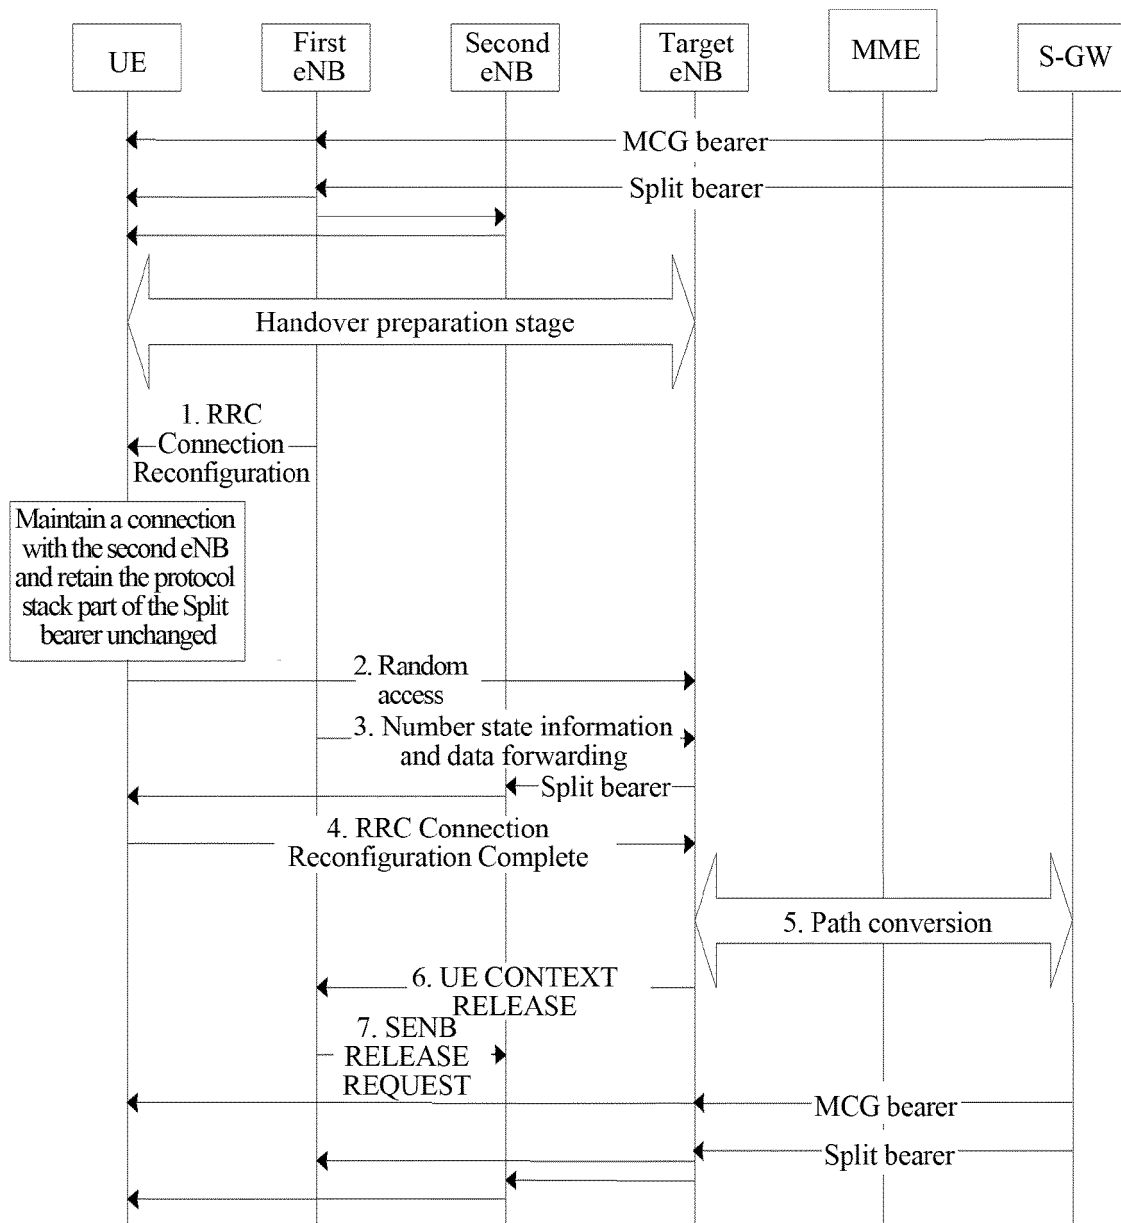 UE
First
eNB
Second
eNB
Target
eNB
MME
S-GW
MCG bearer
Split bearer
Handover preparation stage
1. RRC
Connection
Reconfiguration
Maintain a connection
with the second eNB
and retain the protocol
stack part of the Split
bearer unchanged
2. Random
access
3. Number state information
and data forwarding
Split bearer
4. RRC Connection
Reconfiguration Complete
5. Path conversion
6. UE CONTEXT
RELEASE
7. SENB
RELEASE
REQUEST
MCG bearer
Split bearer